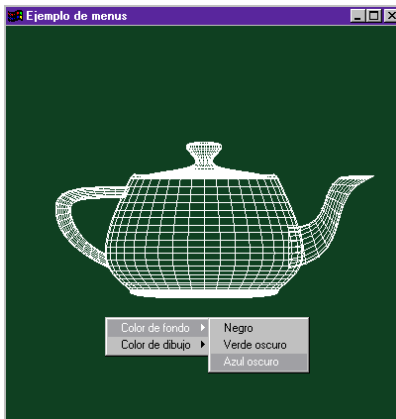 Ejemplo de menus
Color de fondo
Color de dibujo
Negro
Verde oscuro
Azul oscuro